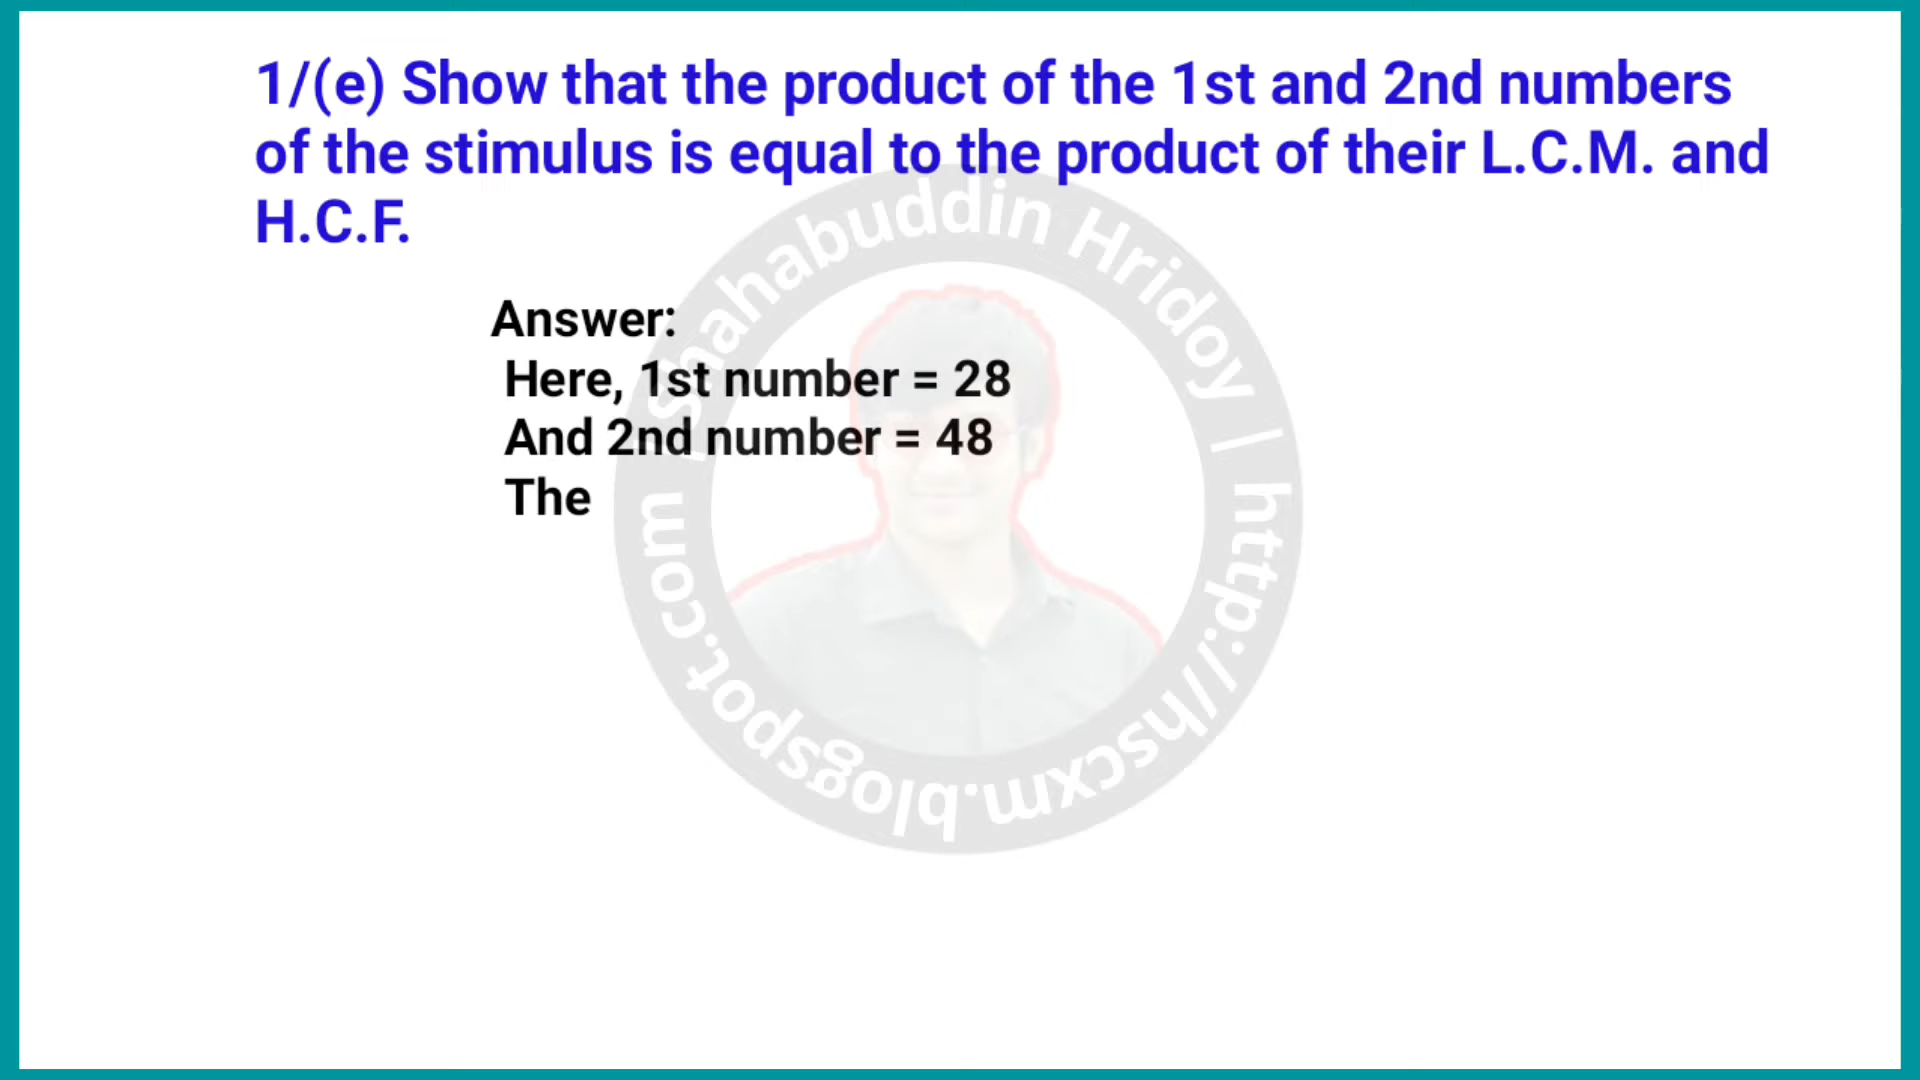 1/(e) Show that the product of the 1st and 2nd numbers
of the stimulus is equal to the product of their L.C.M. and
H.C.F.
Answer:
Here, 1st number = 28
And 2nd number = 48
The
Shahabuddin Hridoy | http://hscxm.blogspot.com |